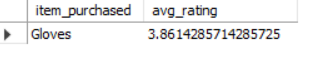 item_purchased avg_rating
Gloves 3.8614285714285725